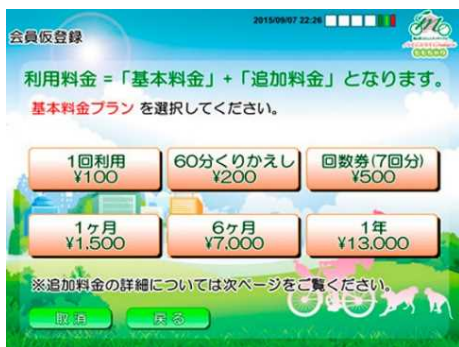 2015/09/07 22:26
会員仮登録
利用料金 =「基本料金」+「追加料金」となります。
基本料金プラン を選択してください。
1回利用
¥100
60分くりかえし
¥200
回数券(7回分)
¥500
1ヶ月
¥1,500
6ヶ月
¥7,000
1年
¥13,000
※追加料金の詳細については次ページをご覧ください。
取消
戻る